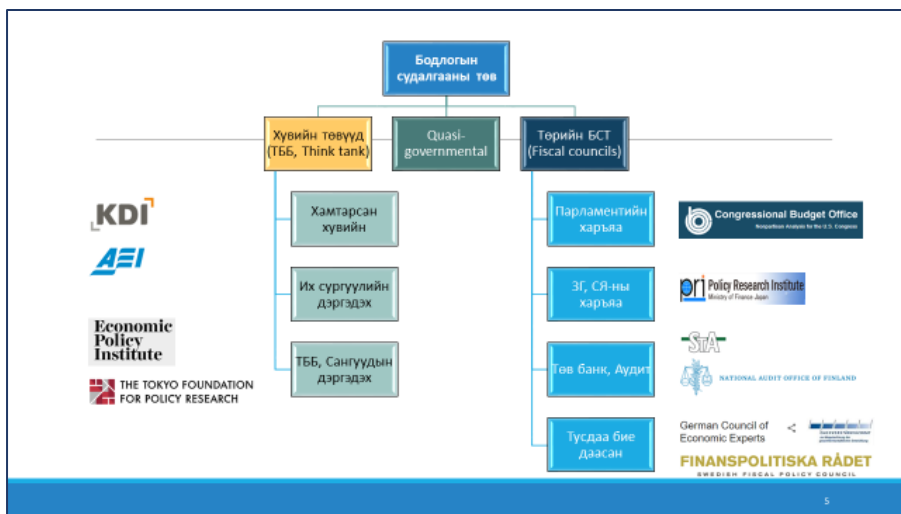 Бодлогын
судалгааны төв
Хувийн төвүүд
(ТББ, Think tank)
Quasi-
governmental
Төрийн БСТ
(Fiscal councils)
Хамтарсан
хувийн
Их сургуулийн
дэргэдэх
ТББ, Сангуудын
дэргэдэх
Парламентийн
харъяа
ЗГ, СЯ-ны
харъяа
Төв банк, Аудит
Тусдаа бие
даасан
KDI
AEI
Economic
Policy
Institute
THE TOKYO FOUNDATION
FOR POLICY RESEARCH
Congressional Budget Office
Nonpartisan Analysis for the U.S. Congress
pri Policy Research Institute
Ministry of Finance Japan
STA
NATIONAL AUDIT OFFICE OF FINLAND
German Council of
Economic Experts
FINANSPOLITISKA RÅDET
SWEDISH FISCAL POLICY COUNCIL
5